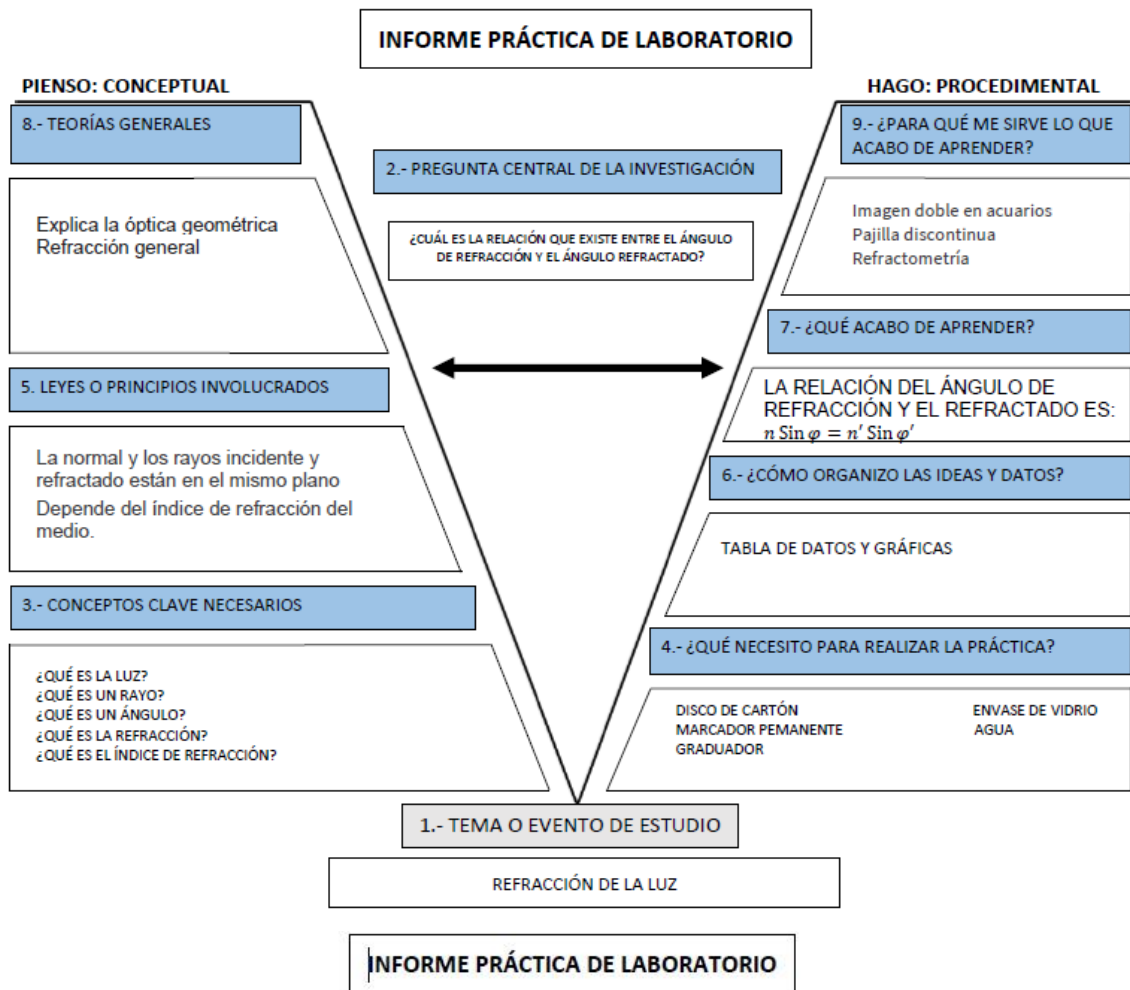 INFORME PRÁCTICA DE LABORATORIO
PIENSO: CONCEPTUAL
8.- TEORÍAS GENERALES
Explica la óptica geométrica
Refracción general
5. LEYES O PRINCIPIOS INVOLUCRADOS
La normal y los rayos incidente y
refractado están en el mismo plano
Depende del índice de refracción del
medio.
3.- CONCEPTOS CLAVE NECESARIOS
¿QUÉ ES LA LUZ?
¿QUÉ ES UN RAYO?
¿QUÉ ES UN ÁNGULO?
¿QUÉ ES LA REFRACCIÓN?
¿QUÉ ES EL ÍNDICE DE REFRACCIÓN?
2.- PREGUNTA CENTRAL DE LA INVESTIGACIÓN
¿CUÁL ES LA RELACIÓN QUE EXISTE ENTRE EL ÁNGULO
DE REFRACCIÓN Y EL ÁNGULO REFRACTADO?
HAGO: PROCEDIMENTAL
9.- ¿PARA QUÉ ME SIRVE LO QUE
ACABO DE APRENDER?
Imagen doble en acuarios
Pajilla discontinua
Refractometría
7.- ¿QUÉ ACABO DE APRENDER?
LA RELACIÓN DEL ÁNGULO DE
REFRACCIÓN Y EL REFRACTADO ES:
n Sin φ = n′ Sin φ′
6.- ¿CÓMO ORGANIZO LAS IDEAS Y DATOS?
TABLA DE DATOS Y GRÁFICAS
4.- ¿QUÉ NECESITO PARA REALIZAR LA PRÁCTICA?
DISCO DE CARTÓN
MARCADOR PEMANENTE
GRADUADOR
ENVASE DE VIDRIO
AGUA
1.- TEMA O EVENTO DE ESTUDIO
REFRACCIÓN DE LA LUZ
INFORME PRÁCTICA DE LABORATORIO